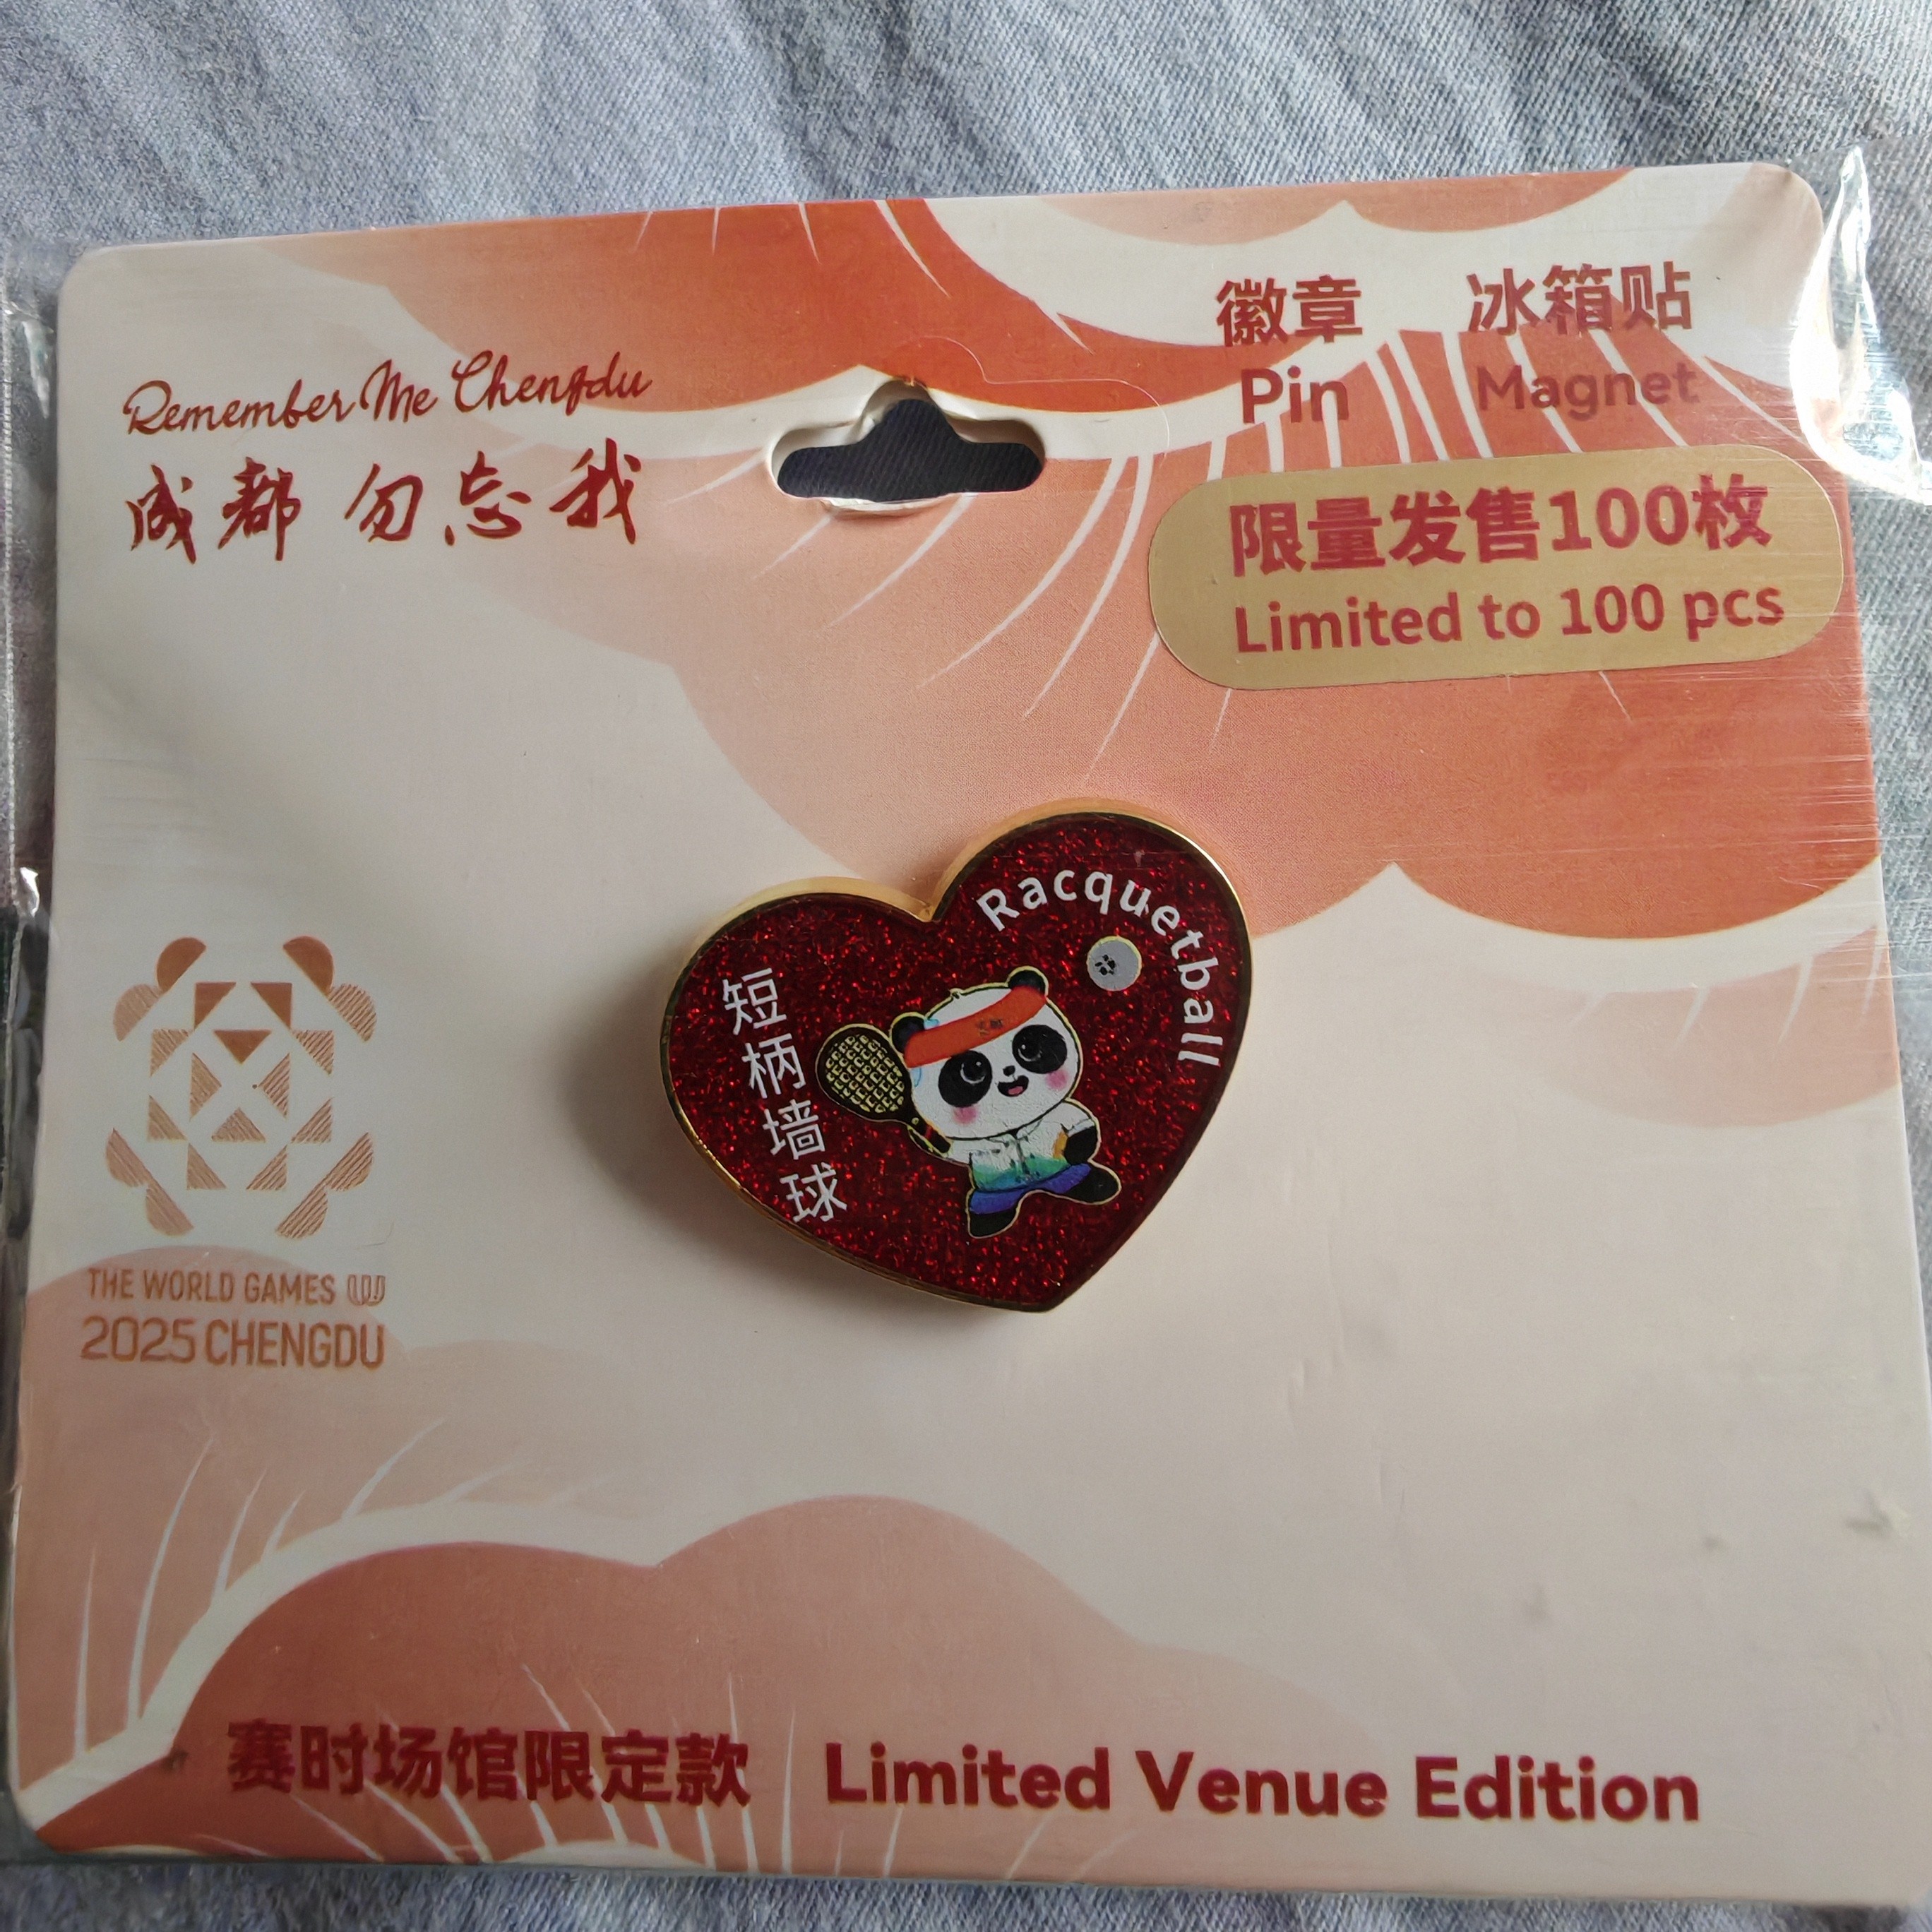 徽章 冰箱贴
Pin Magnet
Remember Me Chengdu
成都 勿忘我
限量发售100枚
Limited to 100 pcs
Racquetball
短柄墙球
THE WORLD GAMES
2025 CHENGDU
赛时场馆限定款 Limited Venue Edition